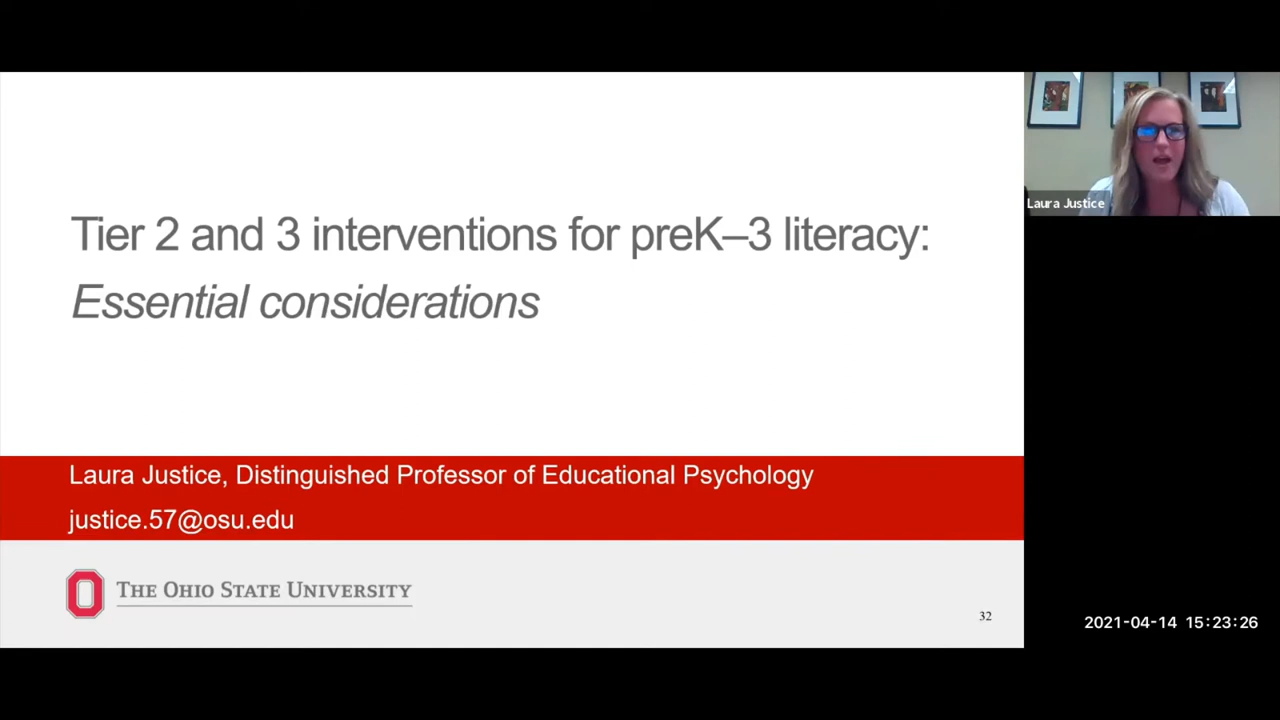 Tier 2 and 3 interventions for preK–3 literacy:
Essential considerations
Laura Justice, Distinguished Professor of Educational Psychology
justice.57@osu.edu
THE OHIO STATE UNIVERSITY
32
Laura Justice
2021-04-14 15:23:26